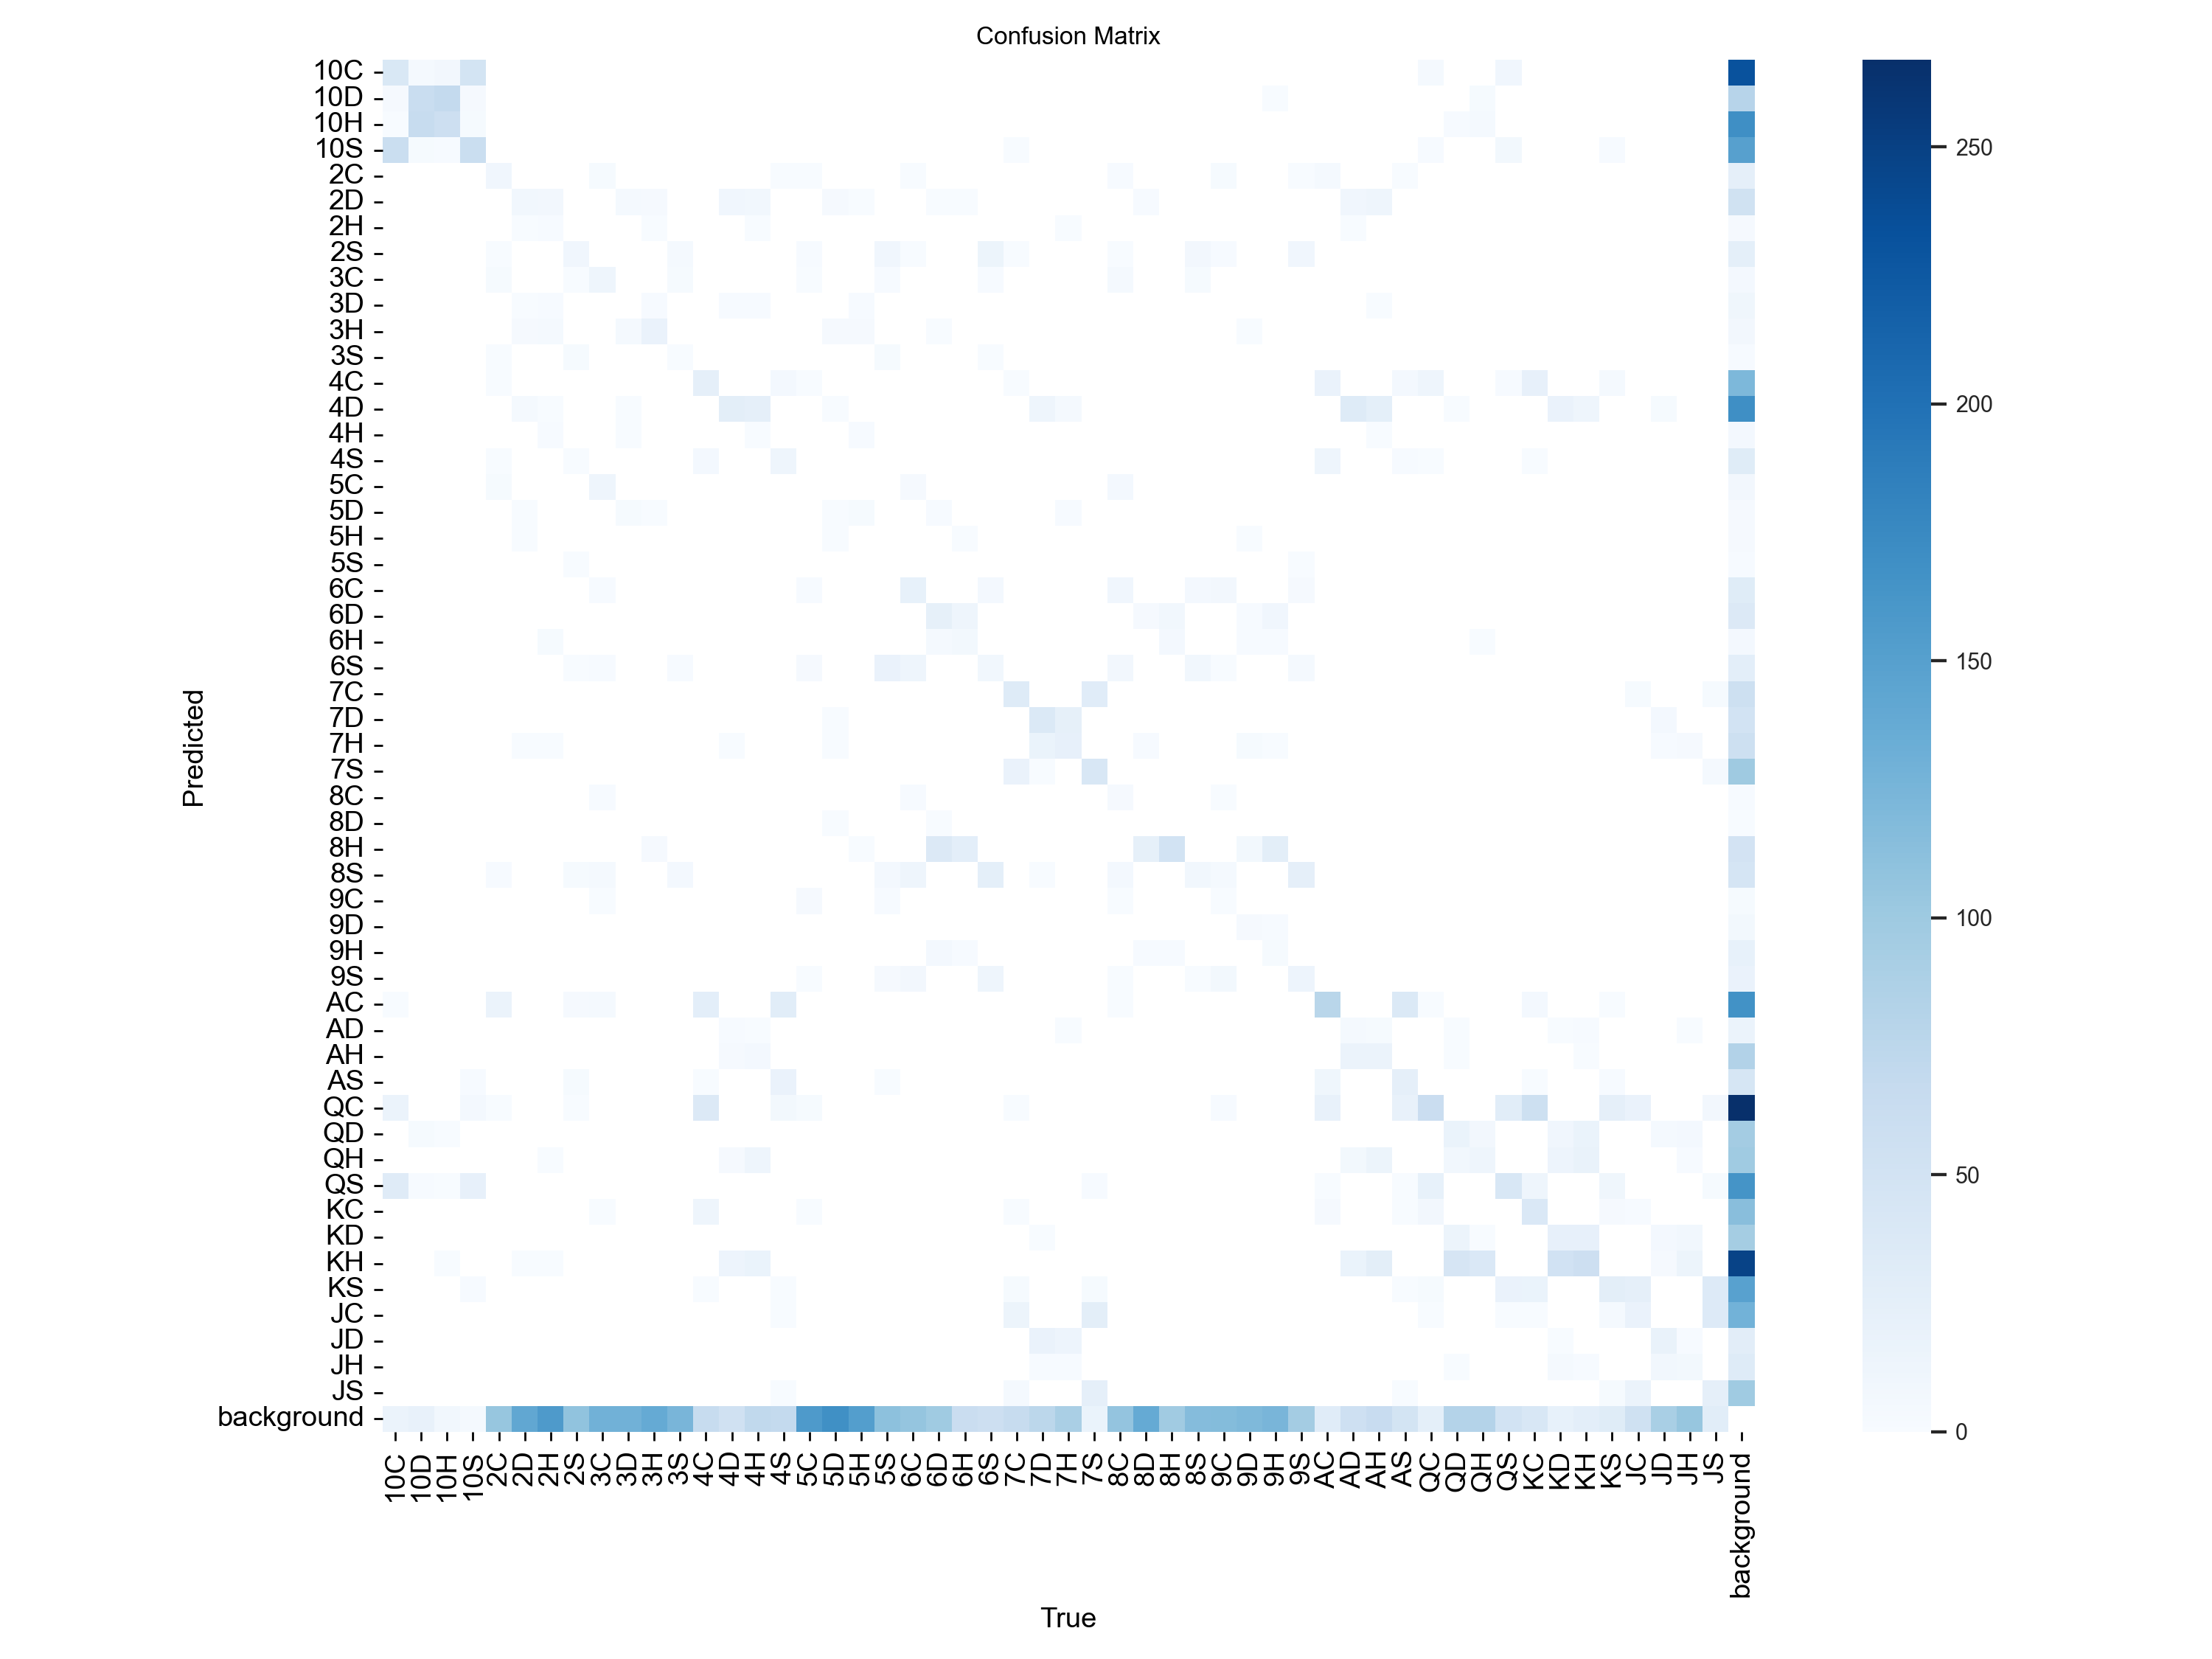 Confusion Matrix
10C
10D
10H
10S
2C
2D
2H
2S
3C
3D
3H
3S
4C
4D
4H
4S
5C
5D
5H
5S
6C
6D
6H
6S
7C
7D
7H
7S
8C
8D
8H
8S
9C
9D
9H
9S
AC
AD
AH
AS
QC
QD
QH
QS
KC
KD
KH
KS
JC
JD
JH
JS
background
Predicted
10C 10D 10H 10S 2C 2D 2H 2S 3C 3D 3H 3S 4C 4D 4H 4S 5C 5D 5H 5S 6C 6D 6H 6S 7C 7D 7H 7S 8C 8D 8H 8S 9C 9D 9H 9S AC AD AH AS QC QD QH QS KC KD KH KS JC JD JH JS background
True
250
200
150
100
50
0